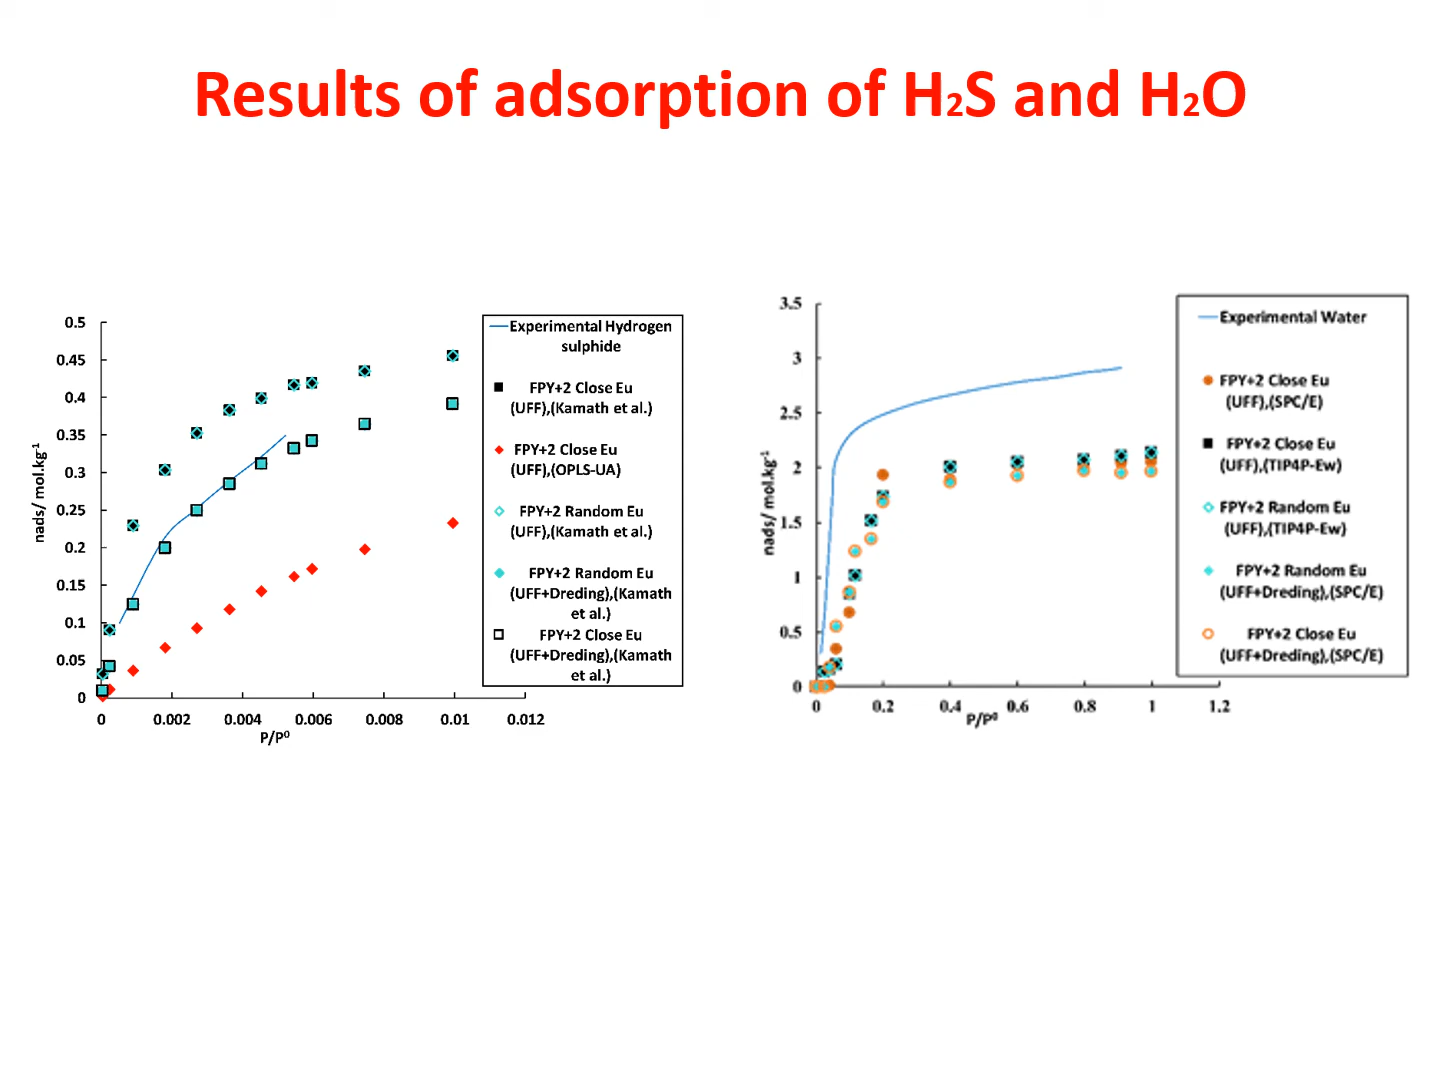 Results of adsorption of H2S and H2O
0.5
0.45
0.4
0.35
0.3
0.25
0.2
0.15
0.1
0.05
0
nads/ mol.kg-1
0 0.002 0.004 0.006 0.008 0.01 0.012
P/P0
Experimental Hydrogen
sulphide
FPY+2 Close Eu
(UFF),(Kamath et al.)
FPY+2 Close Eu
(UFF),(OPLS-UA)
FPY+2 Random Eu
(UFF),(Kamath et al.)
FPY+2 Random Eu
(UFF+Dreding),(Kamath
et al.)
FPY+2 Close Eu
(UFF+Dreding),(Kamath
et al.)
3.5
3
2.5
2
1.5
1
0.5
0
nads/ mol.kg-1
0 0.2 0.4 0.6 0.8 1 1.2
P/P0
Experimental Water
FPY+2 Close Eu
(UFF),(SPC/E)
FPY+2 Close Eu
(UFF),(TIP4P-Ew)
FPY+2 Random Eu
(UFF),(TIP4P-Ew)
FPY+2 Random Eu
(UFF+Dreding),(SPC/E)
FPY+2 Close Eu
(UFF+Dreding),(SPC/E)